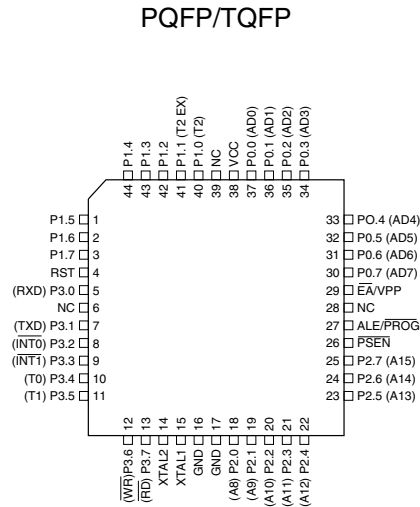 PQFP/TQFP
P1.4
P1.3
P1.2
P1.1 (T2 EX)
P1.0 (T2)
NC
VCC
P0.0 (AD0)
P0.1 (AD1)
P0.2 (AD2)
P0.3 (AD3)
44
43
42
41
40
39
38
37
36
35
34
P1.5 1
P1.6 2
P1.7 3
RST 4
(RXD) P3.0 5
NC 6
(TXD) P3.1 7
(INT0) P3.2 8
(INT1) P3.3 9
(T0) P3.4 10
(T1) P3.5 11
33 PO.4 (AD4)
32 P0.5 (AD5)
31 P0.6 (AD6)
30 P0.7 (AD7)
29 EA/VPP
28 NC
27 ALE/PROG
26 PSEN
25 P2.7 (A15)
24 P2.6 (A14)
23 P2.5 (A13)
12
13
14
15
16
17
18
19
20
21
22
(WR) P3.6
(RD) P3.7
XTAL2
XTAL1
GND
GND
(A8) P2.0
(A9) P2.1
(A10) P2.2
(A11) P2.3
(A12) P2.4